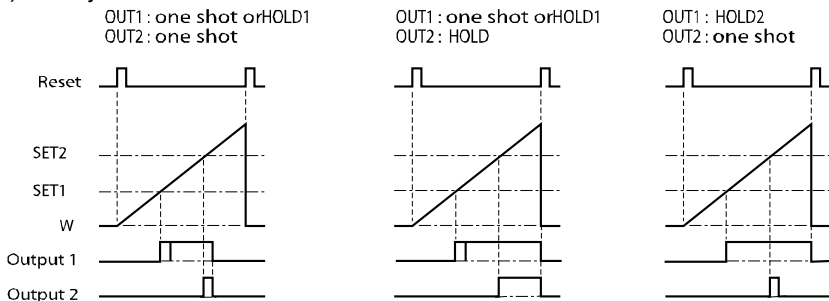 OUT1 : one shot orHOLD1
OUT2 : one shot
OUT1 : one shot orHOLD1
OUT2 : HOLD
OUT1 : HOLD2
OUT2 : one shot
Reset
SET2
SET1
W
Output 1
Output 2